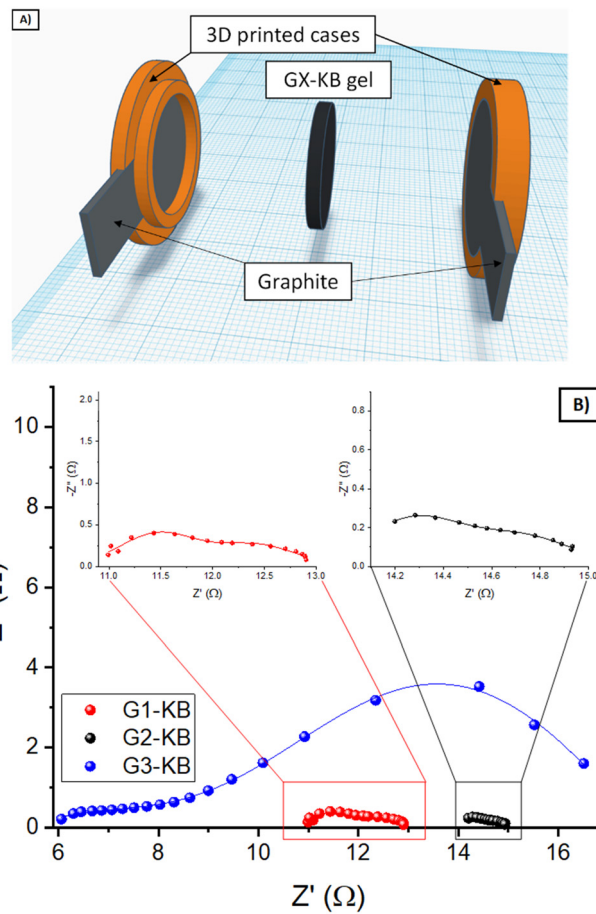 A)
3D printed cases
GX-KB gel
Graphite
B)
10
8
6
4
2
0
6 8 10 12 14 16
Z' (Ω)
2.0
1.5
1.0
0.5
0.0
11.0 11.5 12.0 12.5 13.0
-Z'' (Ω)
Z' (Ω)
0.6
0.4
0.2
0.0
14.2 14.4 14.6 14.8 15.0
-Z'' (Ω)
Z' (Ω)
G1-KB
G2-KB
G3-KB